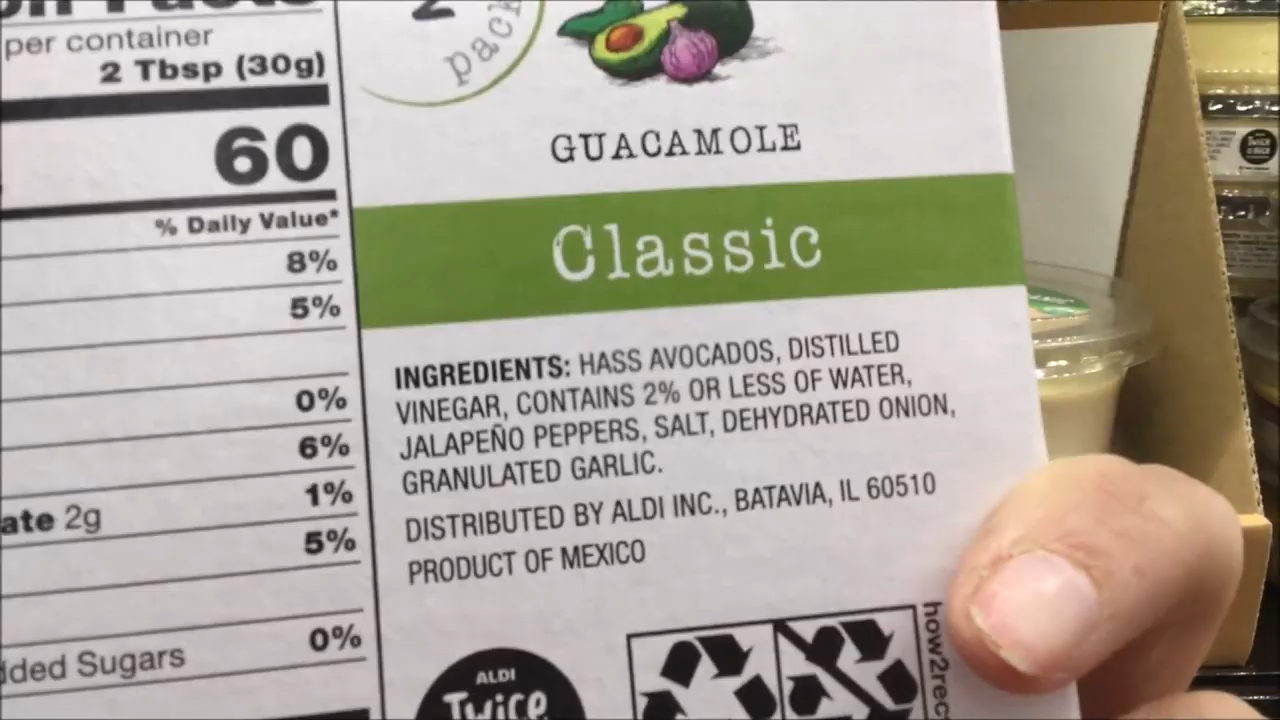 per container
2 Tbsp (30g)
60
% Daily Value*
8%
5%
0%
6%
1%
ate 2g
5%
0%
dded Sugars
2
pack
GUACAMOLE
Classic
INGREDIENTS: HASS AVOCADOS, DISTILLED
VINEGAR, CONTAINS 2% OR LESS OF WATER,
JALAPEÑO PEPPERS, SALT, DEHYDRATED ONION,
GRANULATED GARLIC.
DISTRIBUTED BY ALDI INC., BATAVIA, IL 60510
PRODUCT OF MEXICO
ALDI
Twice
how2rec